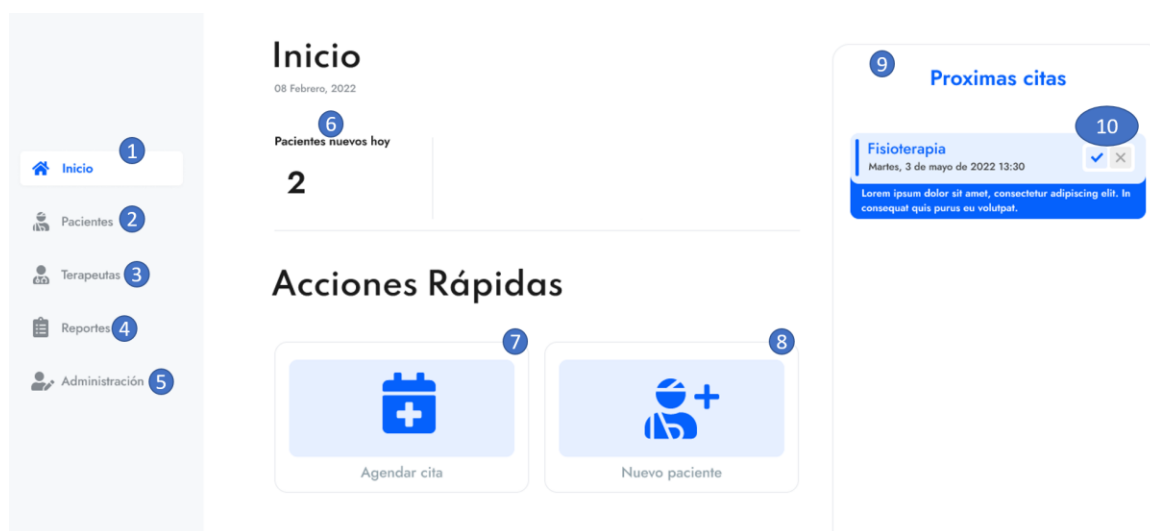 1
Inicio
Pacientes 2
Terapeutas 3
Reportes 4
Administración 5
Inicio
08 Febrero, 2022
6
Pacientes nuevos hoy
2
Acciones Rápidas
7
Agendar cita
8
Nuevo paciente
9
Proximas citas
10
Fisioterapia
Martes, 3 de mayo de 2022 13:30
Lorem ipsum dolor sit amet, consectetur adipiscing elit. In
consequat quis purus eu volutpat.